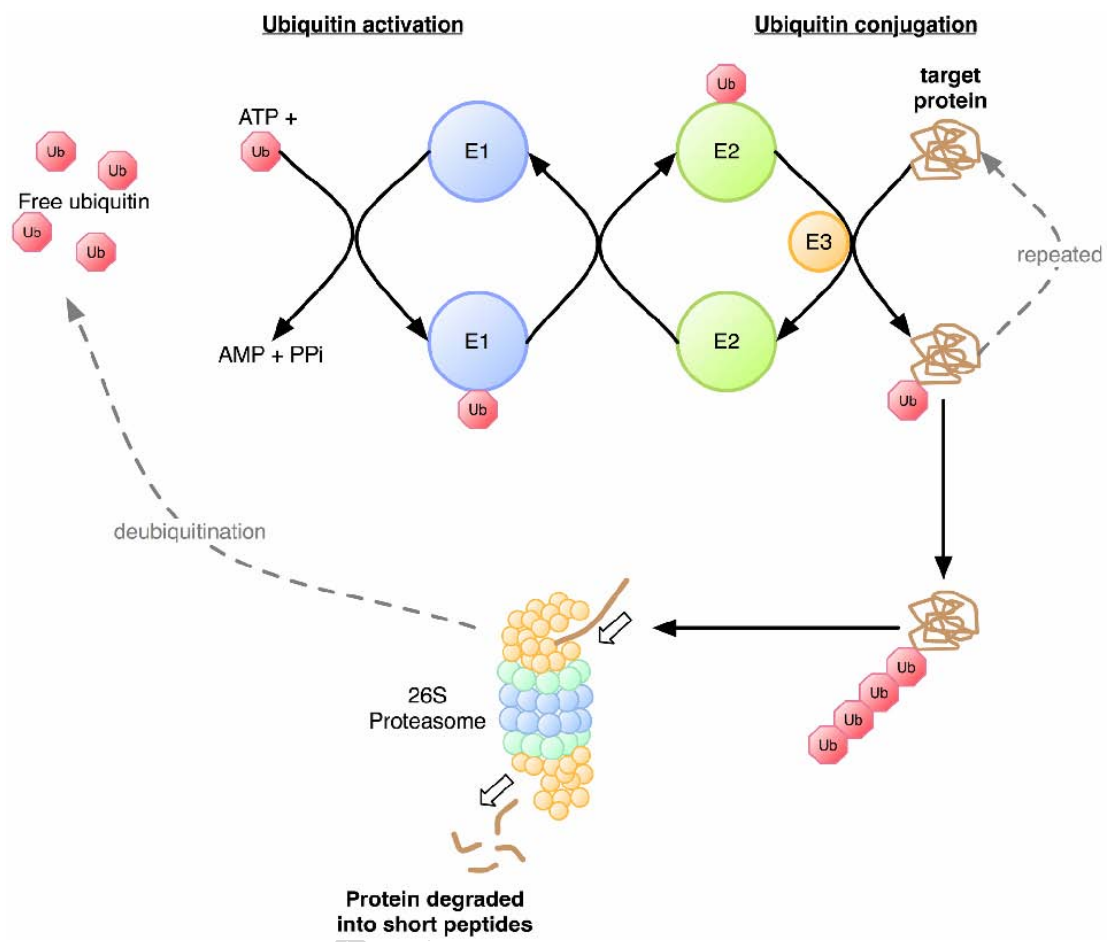 Ubiquitin activation
Ubiquitin conjugation
Ub
target
protein
ATP +
Ub
E1
E2
Ub
Ub
Free ubiquitin
Ub
Ub
E3
repeated
AMP + PPi
E1
E2
Ub
Ub
deubiquitination
26S
Proteasome
Ub
Ub
Ub
Ub
Protein degraded
into short peptides